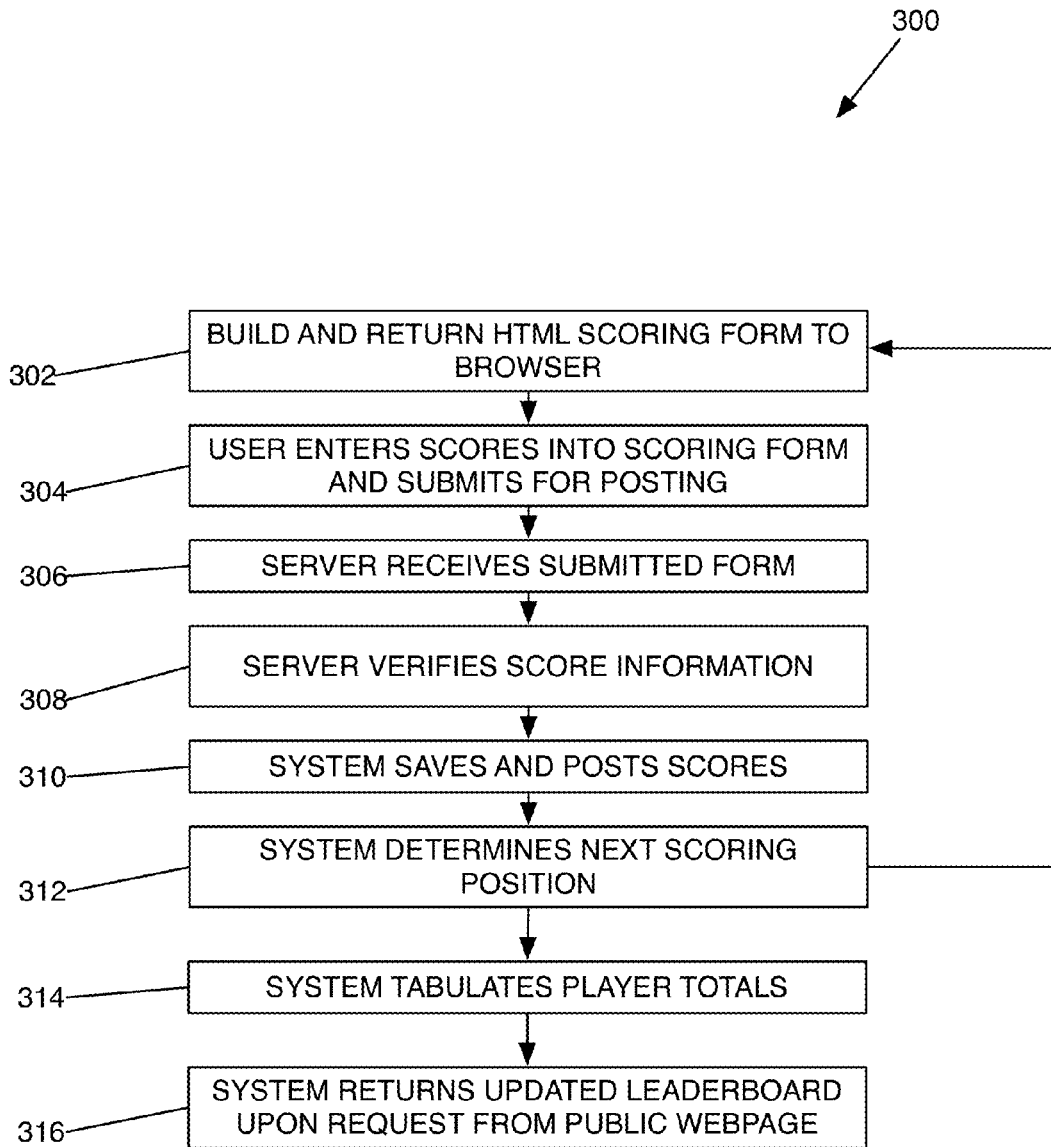 300
BUILD AND RETURN HTML SCORING FORM TO
BROWSER
302
USER ENTERS SCORES INTO SCORING FORM
AND SUBMITS FOR POSTING
304
SERVER RECEIVES SUBMITTED FORM
306
SERVER VERIFIES SCORE INFORMATION
308
SYSTEM SAVES AND POSTS SCORES
310
SYSTEM DETERMINES NEXT SCORING
POSITION
312
SYSTEM TABULATES PLAYER TOTALS
314
SYSTEM RETURNS UPDATED LEADERBOARD
UPON REQUEST FROM PUBLIC WEBPAGE
316